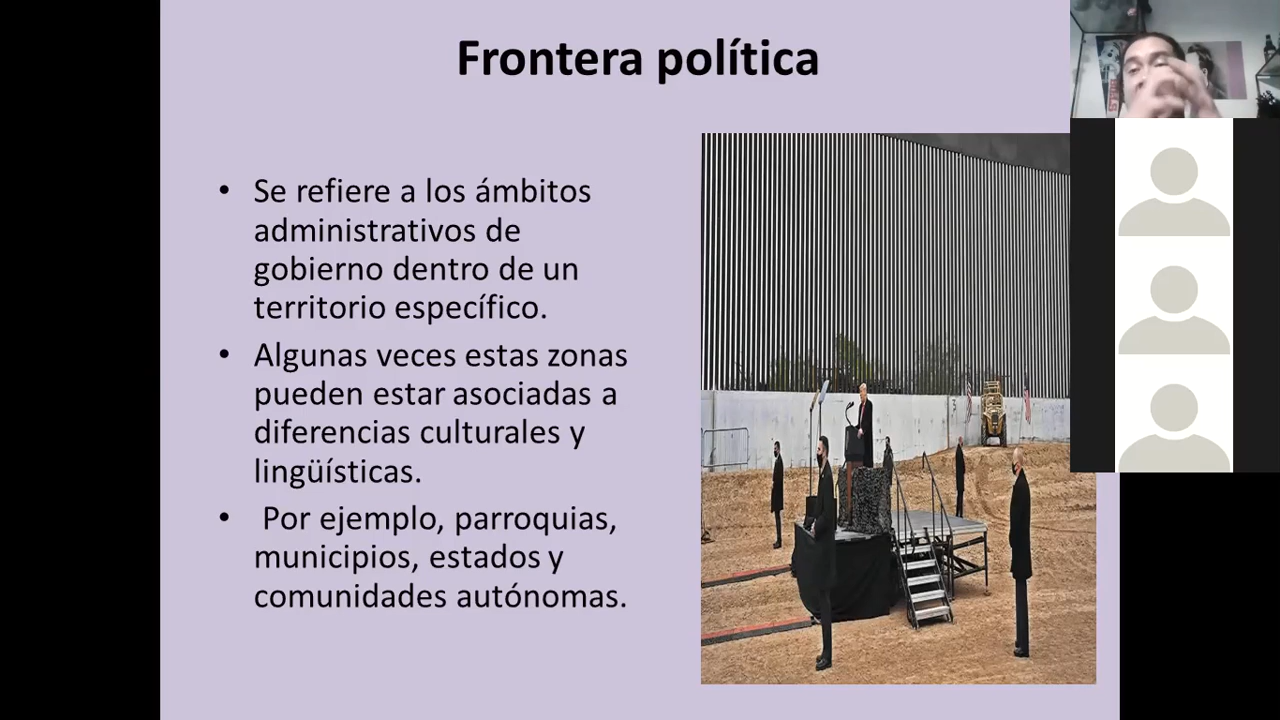 Frontera política
• Se refiere a los ámbitos
administrativos de
gobierno dentro de un
territorio específico.
• Algunas veces estas zonas
pueden estar asociadas a
diferencias culturales y
lingüísticas.
• Por ejemplo, parroquias,
municipios, estados y
comunidades autónomas.